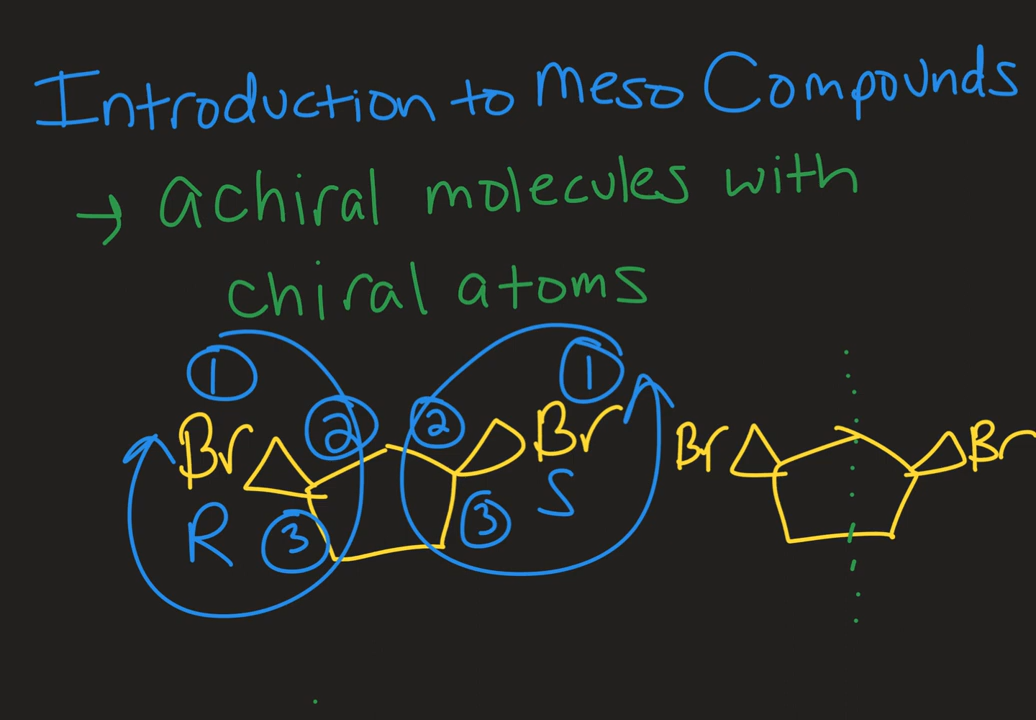 Introduction to Meso Compounds
→ achiral molecules with
chiral atoms
① ② ② ①
Br Br Br Br
R ③ ③ S